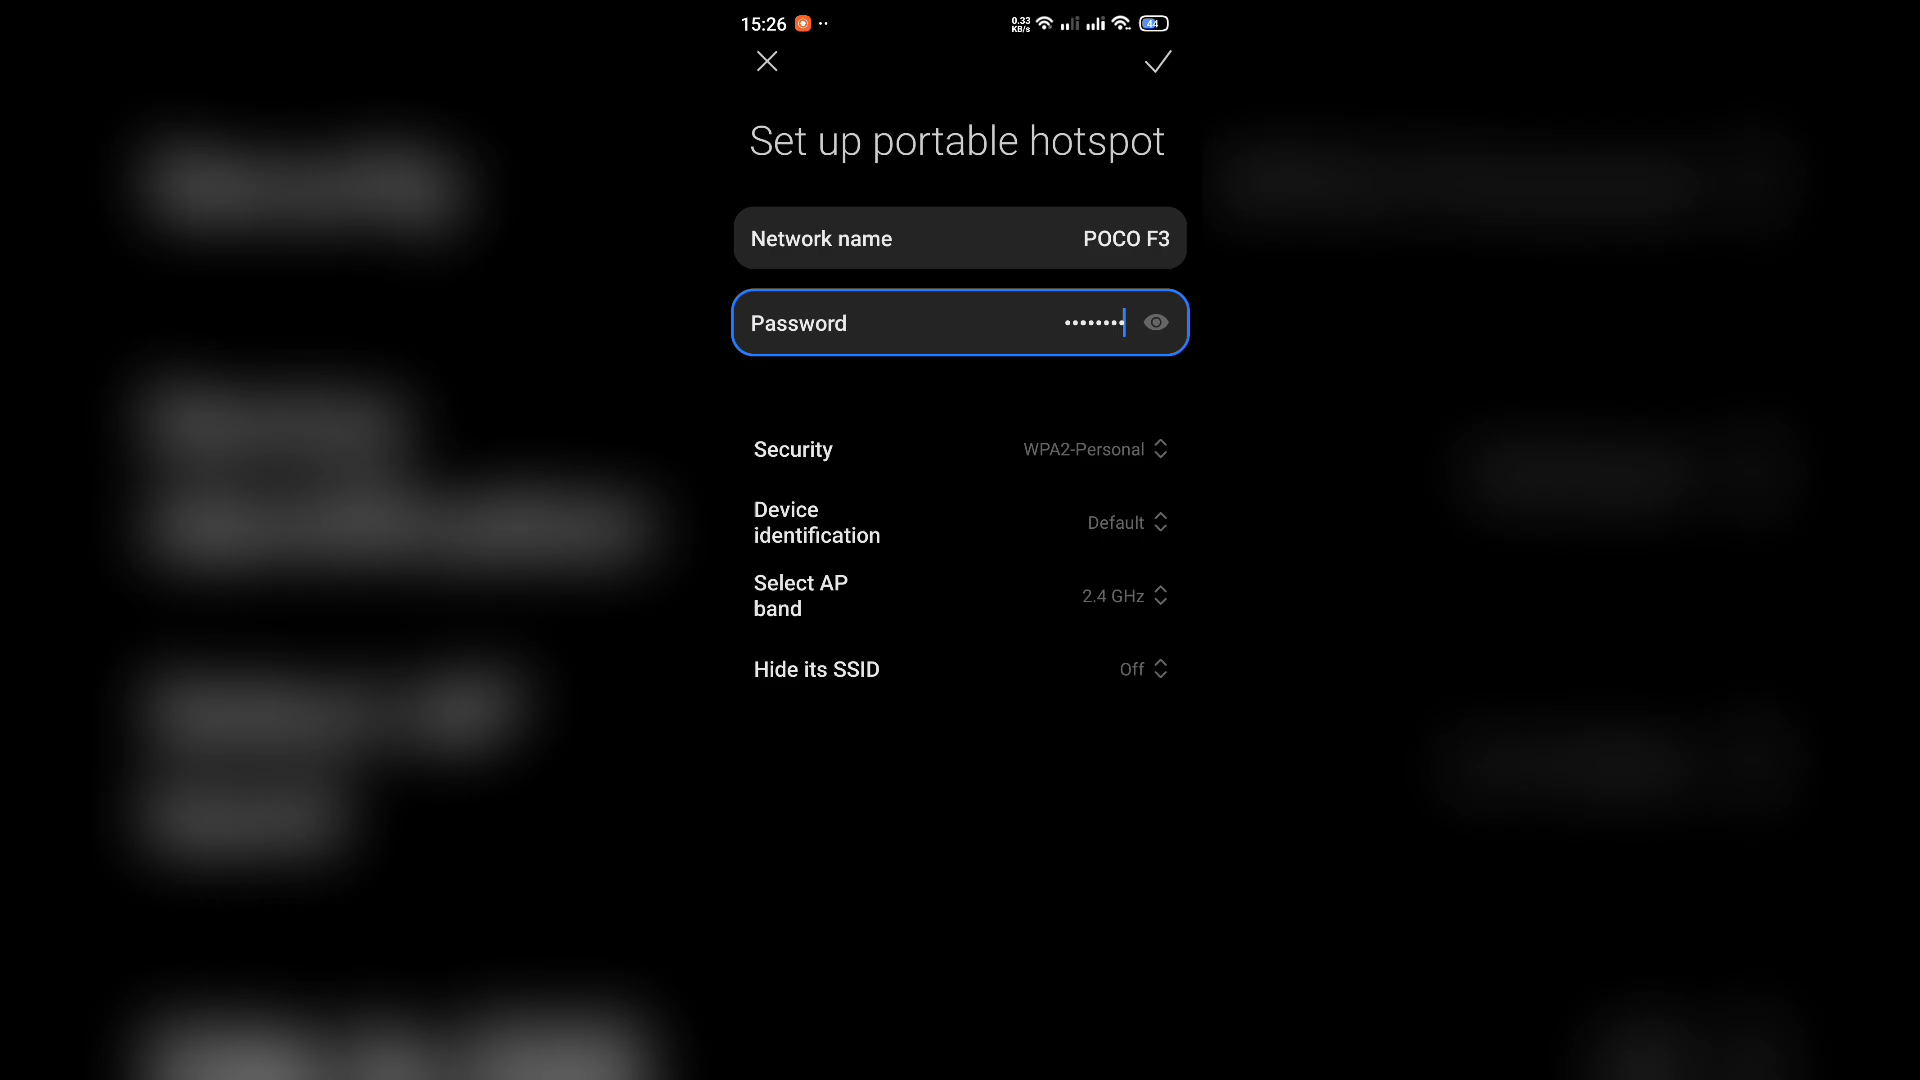 15:26
0.33
KB/s
44
Set up portable hotspot
Network name POCO F3
Password ••••••••
Security WPA2-Personal
Device
identification Default
Select AP
band 2.4 GHz
Hide its SSID Off